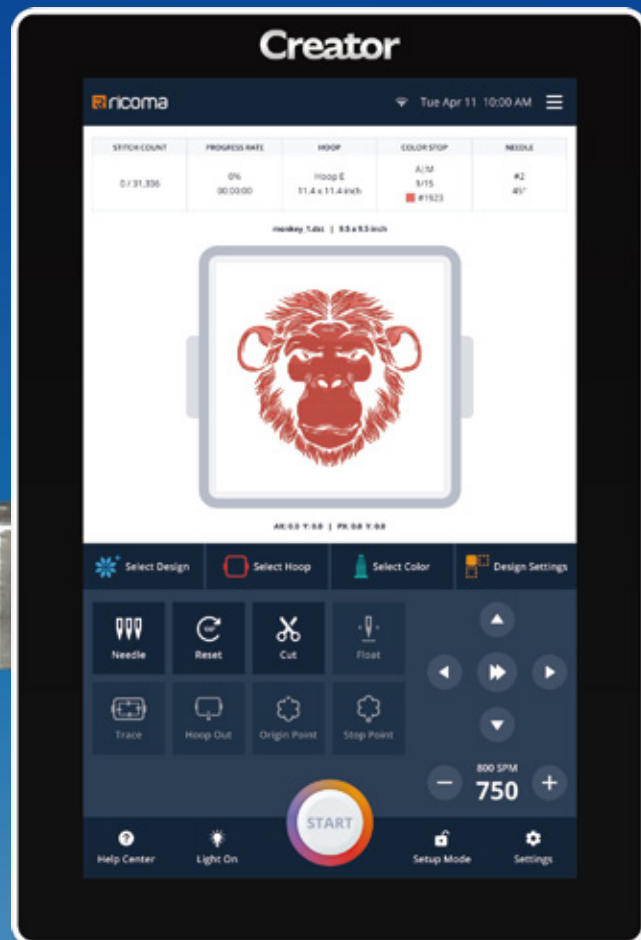 Creator
ricoma
Tue Apr 11 10:00 AM
STITCH COUNT PROGRESS RATE HOOP COLOR STOP NEEDLE
0 / 31,336 0% 00:00:00 Hoop E 11.4 x 11.4 inch A|M 1/15 #1923 #2 45°
monkey_1.dst | 9.5 x 9.5 inch
AX: 0.0 Y: 0.0 | PX: 0.0 Y: 0.0
Select Design Select Hoop Select Color Design Settings
Needle Reset Cut Float
Trace Hoop Out Origin Point Stop Point
800 SPM
750
START
Help Center Light On Setup Mode Settings